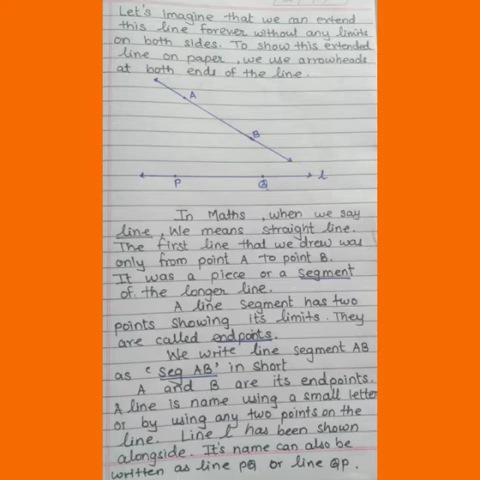 Let's imagine that we can extend
this line forever without any limits
on both sides. To show this extended
line on paper, we use arrowheads
at both ends of the line.
A
B
l
P
Q
In Maths, when we say
line, We means straight line.
The first line that we drew was
only from point A to point B.
It was a piece or a segment
of the longer line.
A line segment has two
points showing its limits. They
are called endpoints.
We write line segment AB
as 'seg AB' in short
A and B are its endpoints.
A line is name using a small letter
or by using any two points on the
line. Line l has been shown
alongside. It's name can also be
written as line PQ or line QP.